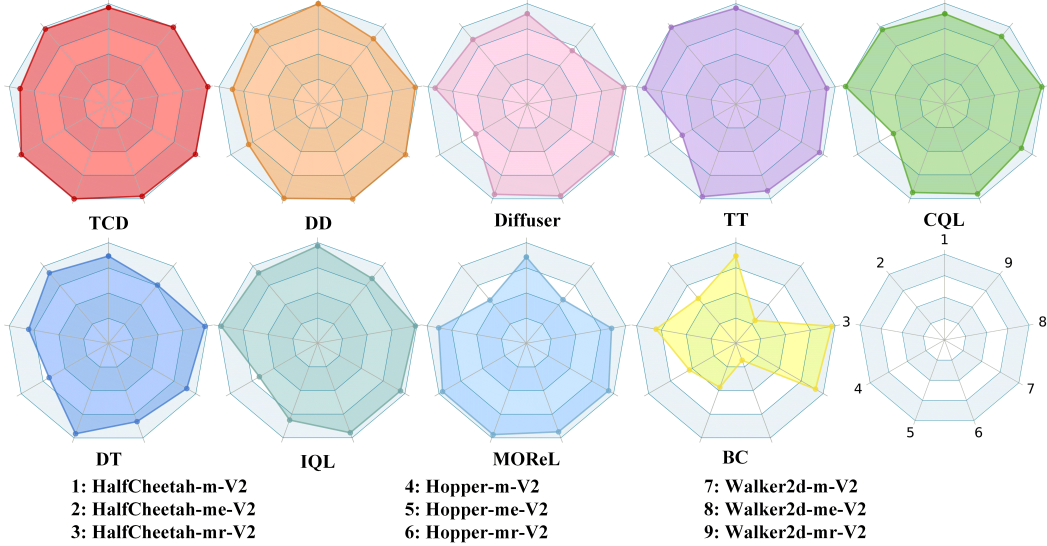 TCD DD Diffuser TT CQL
1
2 9
3 8
4 7
5 6
DT IQL MOReL BC
1: HalfCheetah-m-V2 4: Hopper-m-V2 7: Walker2d-m-V2
2: HalfCheetah-me-V2 5: Hopper-me-V2 8: Walker2d-me-V2
3: HalfCheetah-mr-V2 6: Hopper-mr-V2 9: Walker2d-mr-V2